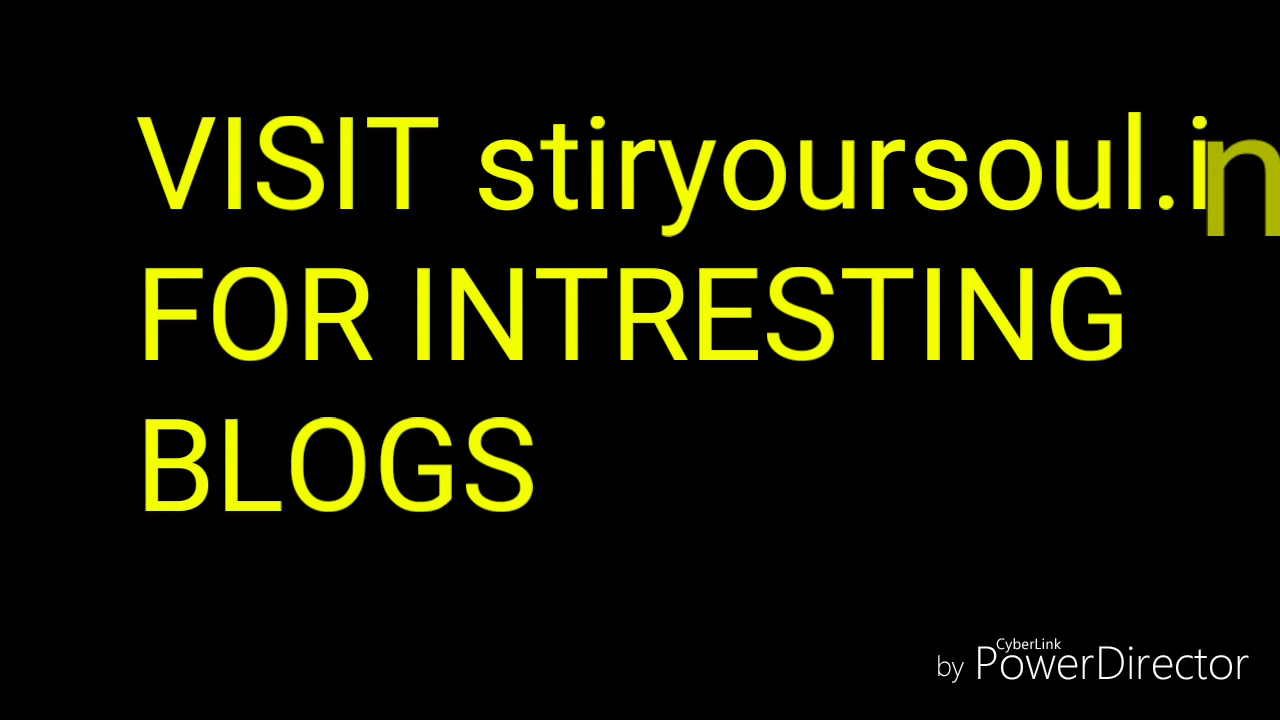 VISIT stiryoursoul.in
FOR INTRESTING
BLOGS
CyberLink
by PowerDirector